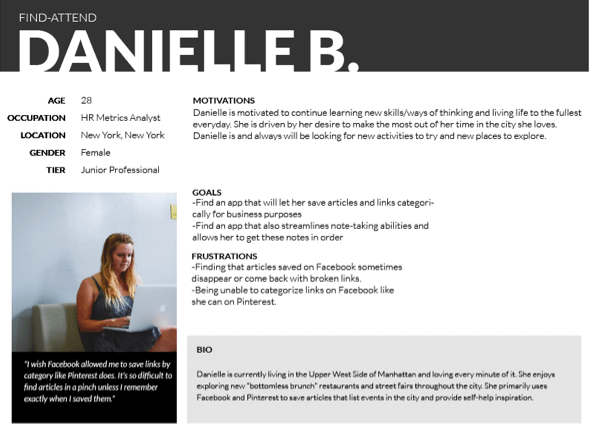 FIND-ATTEND
DANIELLE B.
AGE 28
OCCUPATION HR Metrics Analyst
LOCATION New York, New York
GENDER Female
TIER Junior Professional
MOTIVATIONS
Danielle is motivated to continue learning new skills/ways of thinking and living life to the fullest
everyday. She is driven by her desire to make the most out of her time in the city she loves.
Danielle is and always will be looking for new activities to try and new places to explore.
GOALS
-Find an app that will let her save articles and links categori-
cally for business purposes
-Find an app that also streamlines note-taking abilities and
allows her to get these notes in order
FRUSTRATIONS
-Finding that articles saved on Facebook sometimes
disappear or come back with broken links.
-Being unable to categorize links on Facebook like
she can on Pinterest.
"I wish Facebook allowed me to save links by
category like Pinterest does. It's so difficult to
find articles in a pinch unless I remember
exactly when I saved them."
BIO
Danielle is currently living in the Upper West Side of Manhattan and loving every minute of it. She enjoys
exploring new "bottomless brunch" restaurants and street fairs throughout the city. She primarily uses
Facebook and Pinterest to save articles that list events in the city and provide self-help inspiration.